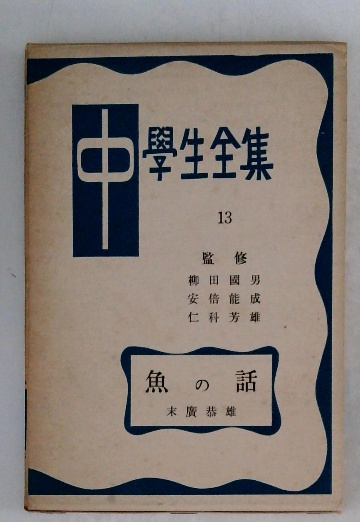 中學生全集
13
監修
柳田國男
安倍能成
仁科芳雄
魚の話
末廣恭雄